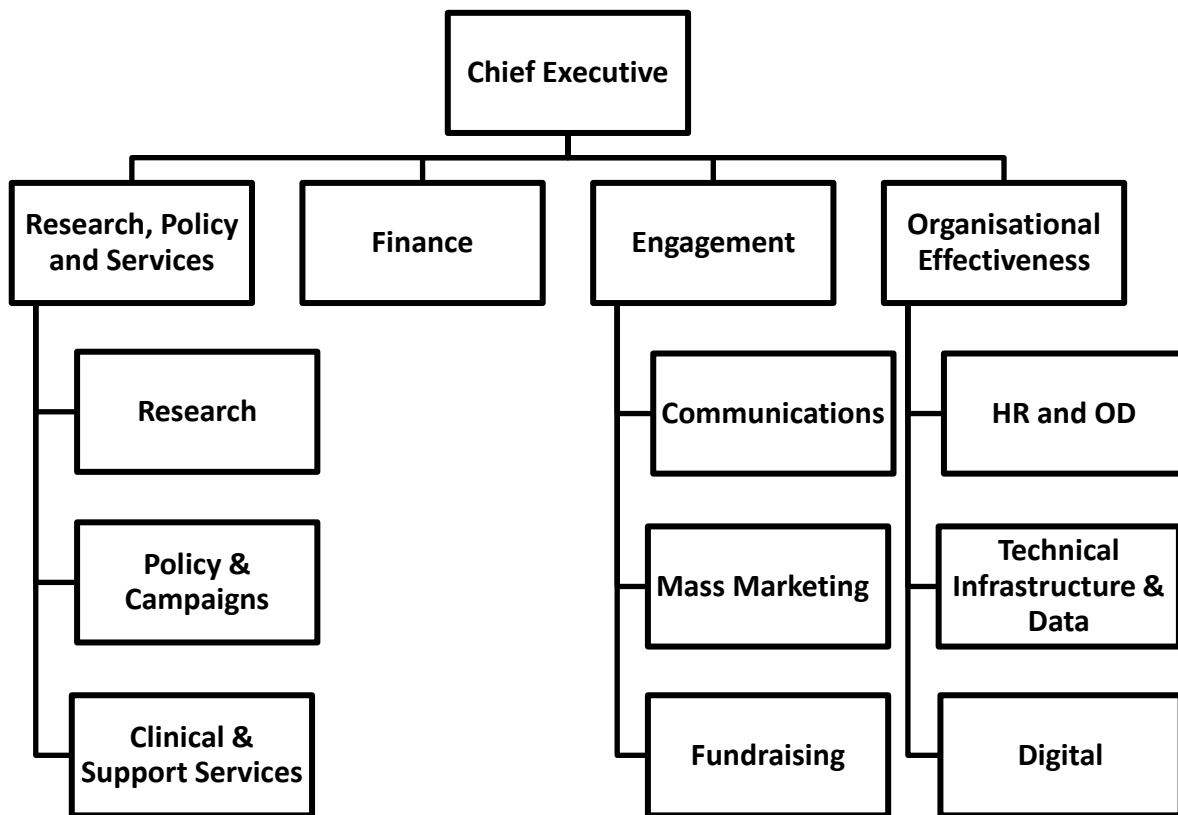 Chief Executive
Research, Policy
and Services
Finance
Engagement
Organisational
Effectiveness
Research
Communications
HR and OD
Policy &
Campaigns
Mass Marketing
Technical
Infrastructure &
Data
Clinical &
Support Services
Fundraising
Digital